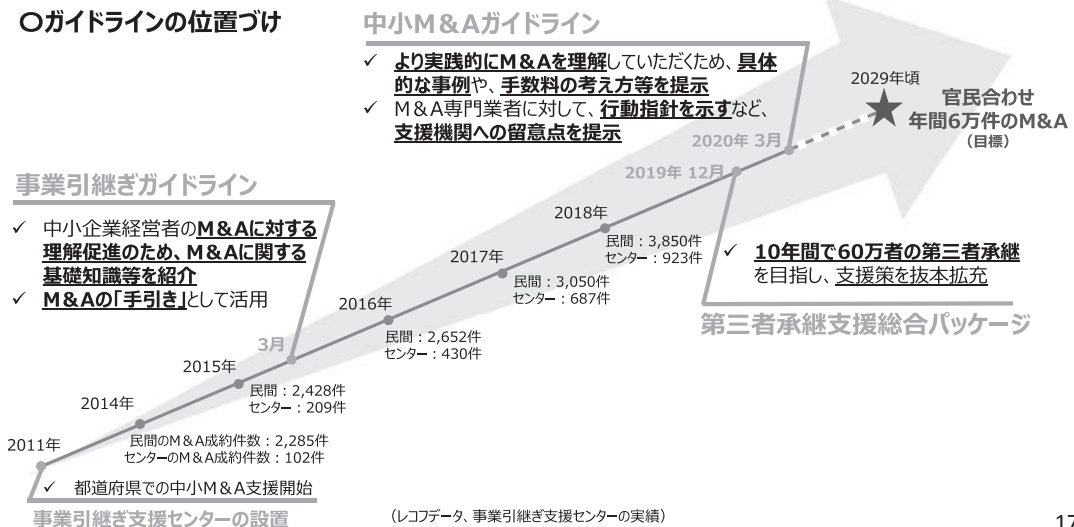 〇ガイドラインの位置づけ
中小M&Aガイドライン
✓ より実践的にM&Aを理解していただくため、具体
的な事例や、手数料の考え方等を提示
✓ M&A専門業者に対して、行動指針を示すなど、
支援機関への留意点を提示
2029年頃
官民合わせ
年間6万件のM&A
(目標)
2020年 3月
2019年 12月
事業引継ぎガイドライン
✓ 中小企業経営者のM&Aに対する
理解促進のため、M&Aに関する
基礎知識等を紹介
✓ M&Aの「手引き」として活用
2018年
民間:3,850件
センター:923件
✓ 10年間で60万者の第三者承継
を目指し、支援策を抜本拡充
第三者承継支援総合パッケージ
2017年
民間:3,050件
センター:687件
2016年
民間:2,652件
センター:430件
3月
2015年
民間:2,428件
センター:209件
2014年
民間のM&A成約件数:2,285件
センターのM&A成約件数:102件
2011年
✓ 都道府県での中小M&A支援開始
事業引継ぎ支援センターの設置
(レコフデータ、事業引継ぎ支援センターの実績)
17